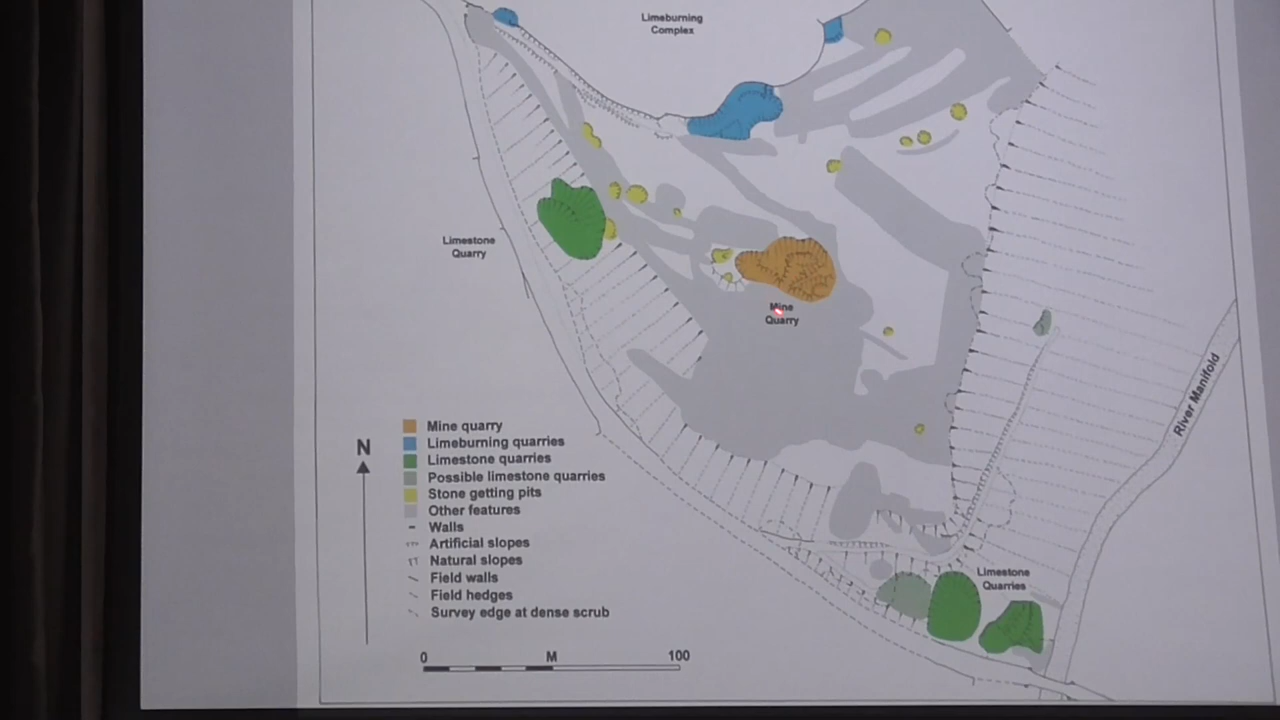 Limeburning
Complex
Limestone
Quarry
Mine
Quarry
River Manifold
N
Mine quarry
Limeburning quarries
Limestone quarries
Possible limestone quarries
Stone getting pits
Other features
Walls
Artificial slopes
Natural slopes
Field walls
Field hedges
Survey edge at dense scrub
Limestone
Quarries
0 M 100